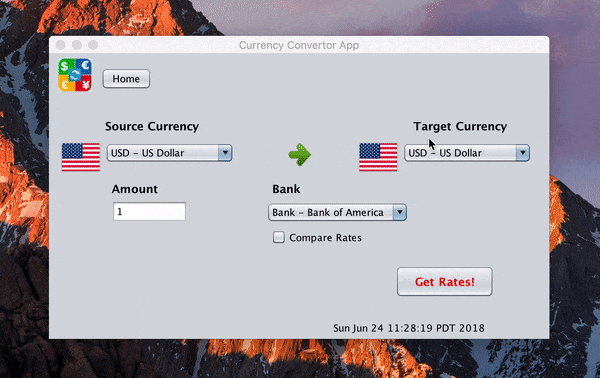 Currency Convertor App
$ €
£ ¥
Home
Source Currency
Target Currency
USD - US Dollar
USD - US Dollar
Amount
Bank
1
Bank - Bank of America
Compare Rates
Get Rates!
Sun Jun 24 11:28:19 PDT 2018